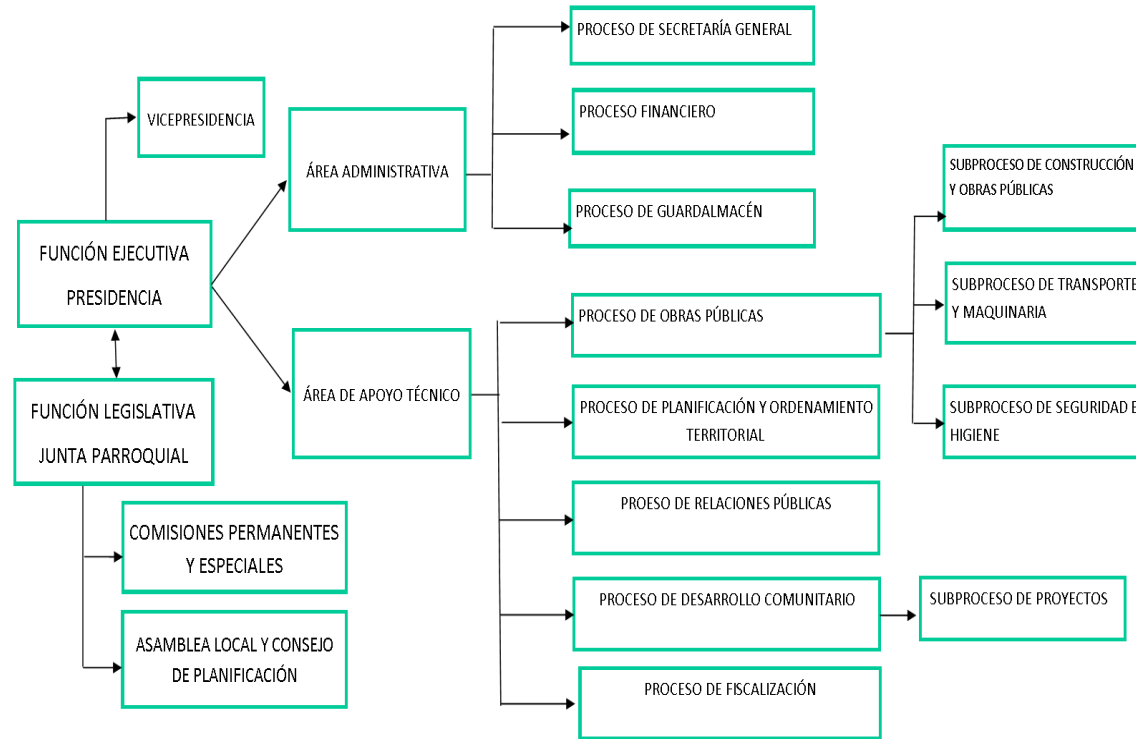 PROCESO DE SECRETARÍA GENERAL
VICEPRESIDENCIA
PROCESO FINANCIERO
ÁREA ADMINISTRATIVA
PROCESO DE GUARDALMACÉN
SUBPROCESO DE CONSTRUCCIÓN
Y OBRAS PÚBLICAS
FUNCIÓN EJECUTIVA
PRESIDENCIA
SUBPROCESO DE TRANSPORTE
Y MAQUINARIA
PROCESO DE OBRAS PÚBLICAS
FUNCIÓN LEGISLATIVA
JUNTA PARROQUIAL
ÁREA DE APOYO TÉCNICO
PROCESO DE PLANIFICACIÓN Y ORDENAMIENTO
TERRITORIAL
SUBPROCESO DE SEGURIDAD E
HIGIENE
COMISIONES PERMANENTES
Y ESPECIALES
PROESO DE RELACIONES PÚBLICAS
PROCESO DE DESARROLLO COMUNITARIO
SUBPROCESO DE PROYECTOS
ASAMBLEA LOCAL Y CONSEJO
DE PLANIFICACIÓN
PROCESO DE FISCALIZACIÓN